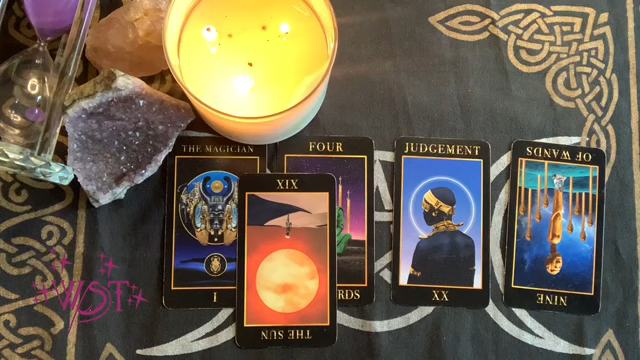 THE MAGICIAN
I
FOUR
RDS
XIX
THE SUN
JUDGEMENT
XX
NINE
OF WANDS
WST